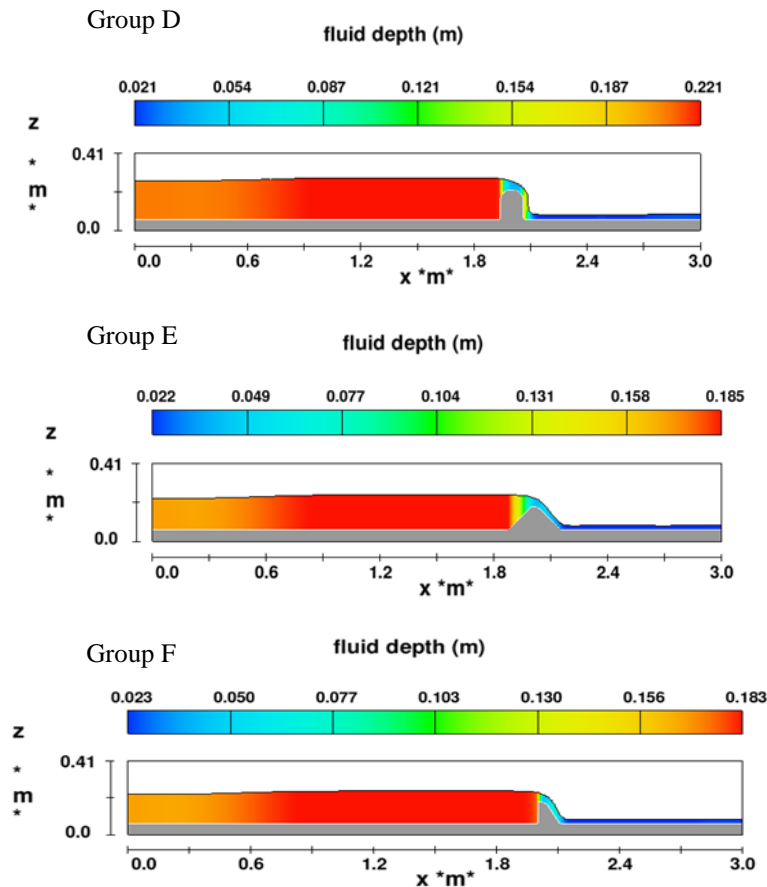 Group D
fluid depth (m)
0.021 0.054 0.087 0.121 0.154 0.187 0.221
z
*
m
*
0.41
0.0
0.0 0.6 1.2 1.8 2.4 3.0
x *m*
Group E
fluid depth (m)
0.022 0.049 0.077 0.104 0.131 0.158 0.185
z
*
m
*
0.41
0.0
0.0 0.6 1.2 1.8 2.4 3.0
x *m*
Group F
fluid depth (m)
0.023 0.050 0.077 0.103 0.130 0.156 0.183
z
*
m
*
0.41
0.0
0.0 0.6 1.2 1.8 2.4 3.0
x *m*